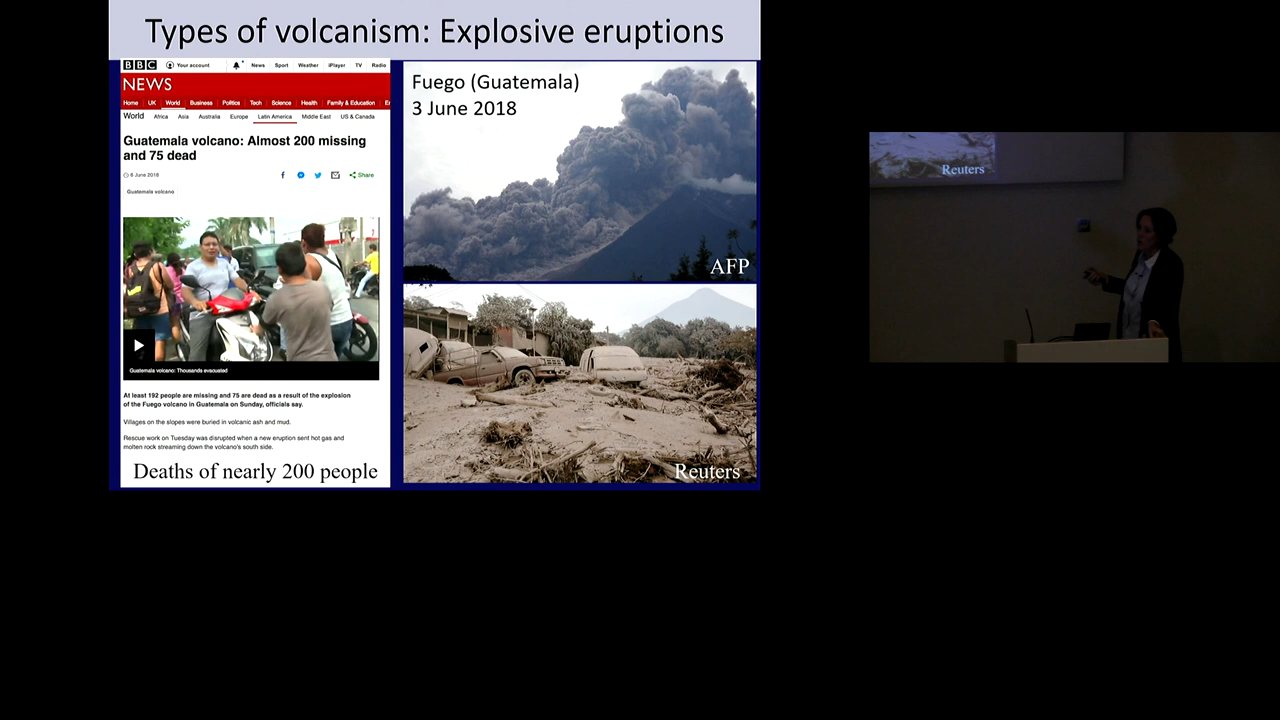 Types of volcanism: Explosive eruptions
BBC
Your account
News Sport Weather iPlayer TV Radio
NEWS
Home UK World Business Politics Tech Science Health Family & Education
World Africa Asia Australia Europe Latin America Middle East US & Canada
Guatemala volcano: Almost 200 missing
and 75 dead
6 June 2018
Share
Guatemala volcano
Guatemala volcano: Thousands evacuated
At least 192 people are missing and 75 are dead as a result of the explosion
of the Fuego volcano in Guatemala on Sunday, officials say.
Villages on the slopes were buried in volcanic ash and mud.
Rescue work on Tuesday was disrupted when a new eruption sent hot gas and
molten rock streaming down the volcano's south side.
Deaths of nearly 200 people
Fuego (Guatemala)
3 June 2018
AFP
Reuters
Reuters